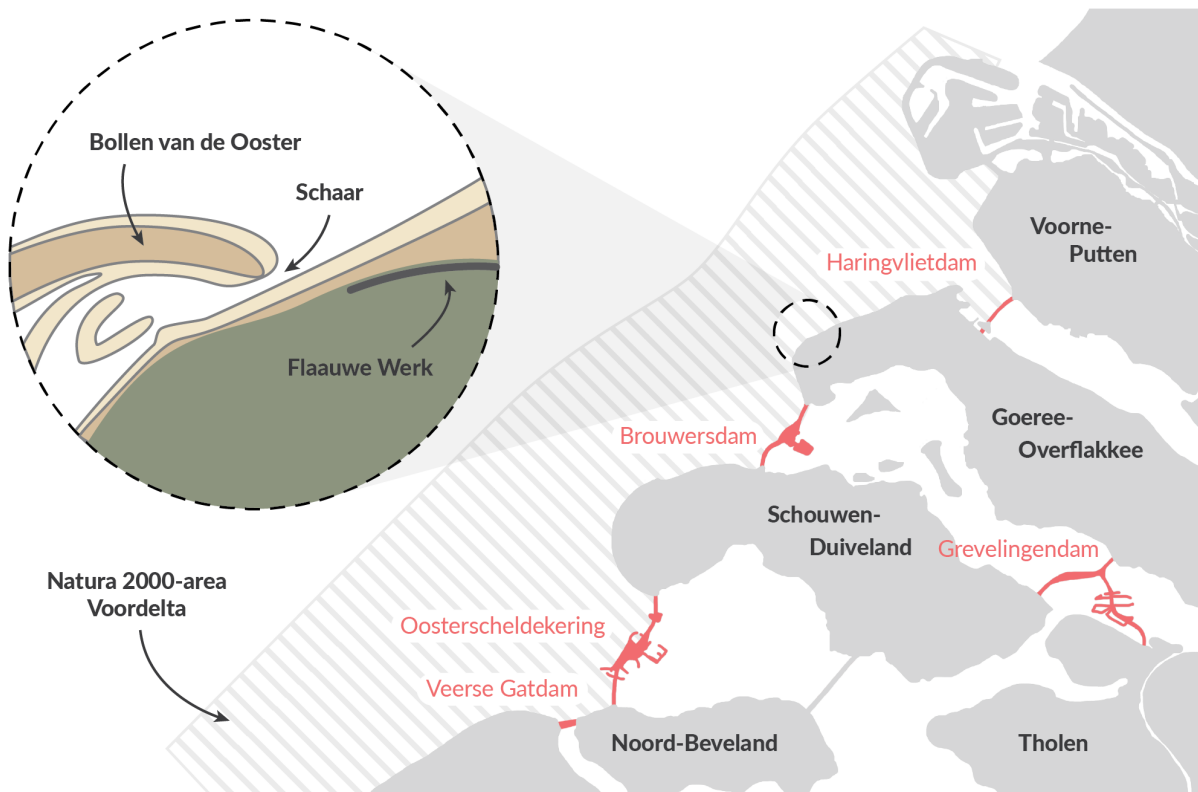 Bollen van de Ooster
Schaar
Flaauwe Werk
Natura 2000-area
Voordelta
Haringvlietdam
Voorne-
Putten
Brouwersdam
Goeree-
Overflakkee
Schouwen-
Duiveland
Grevelingendam
Oosterscheldekering
Veerse Gatdam
Noord-Beveland
Tholen